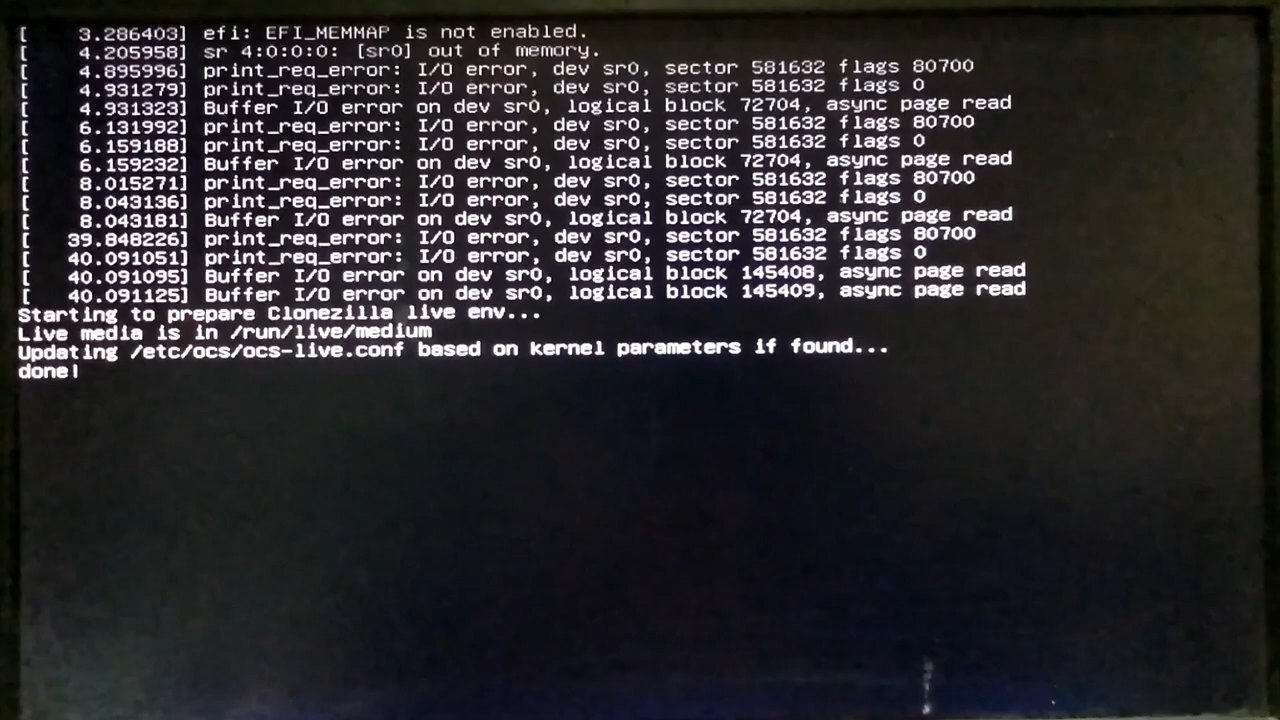 [    3.286403] efi: EFI_MEMMAP is not enabled.
[    4.205958] sr 4:0:0:0: [sr0] out of memory.
[    4.895996] print_req_error: I/O error, dev sr0, sector 581632 flags 80700
[    4.931279] print_req_error: I/O error, dev sr0, sector 581632 flags 0
[    4.931323] Buffer I/O error on dev sr0, logical block 72704, async page read
[    6.131992] print_req_error: I/O error, dev sr0, sector 581632 flags 80700
[    6.159188] print_req_error: I/O error, dev sr0, sector 581632 flags 0
[    6.159232] Buffer I/O error on dev sr0, logical block 72704, async page read
[    8.015271] print_req_error: I/O error, dev sr0, sector 581632 flags 80700
[    8.043136] print_req_error: I/O error, dev sr0, sector 581632 flags 0
[    8.043181] Buffer I/O error on dev sr0, logical block 72704, async page read
[   39.848226] print_req_error: I/O error, dev sr0, sector 581632 flags 80700
[   40.091051] print_req_error: I/O error, dev sr0, sector 581632 flags 0
[   40.091095] Buffer I/O error on dev sr0, logical block 145408, async page read
[   40.091125] Buffer I/O error on dev sr0, logical block 145409, async page read
Starting to prepare Clonezilla live env...
Live media is in /run/live/medium
Updating /etc/ocs/ocs-live.conf based on kernel parameters if found...
done!